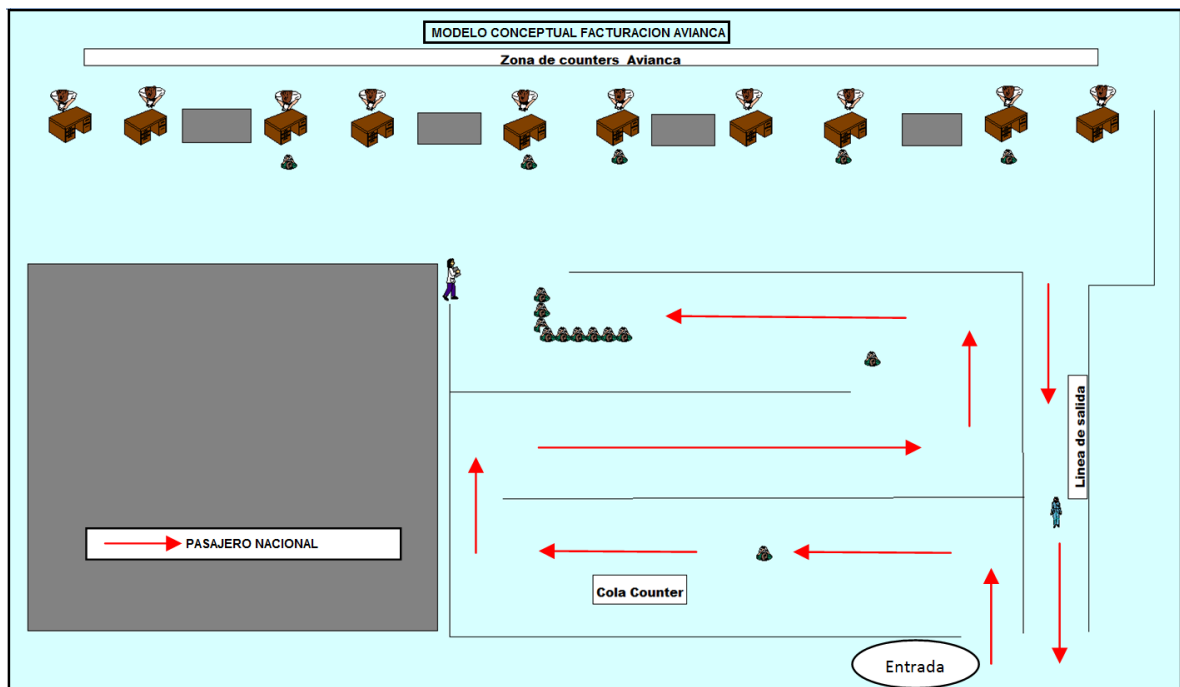 MODELO CONCEPTUAL FACTURACION AVIANCA
Zona de counters Avianca
Linea de salida
PASAJERO NACIONAL
Cola Counter
Entrada